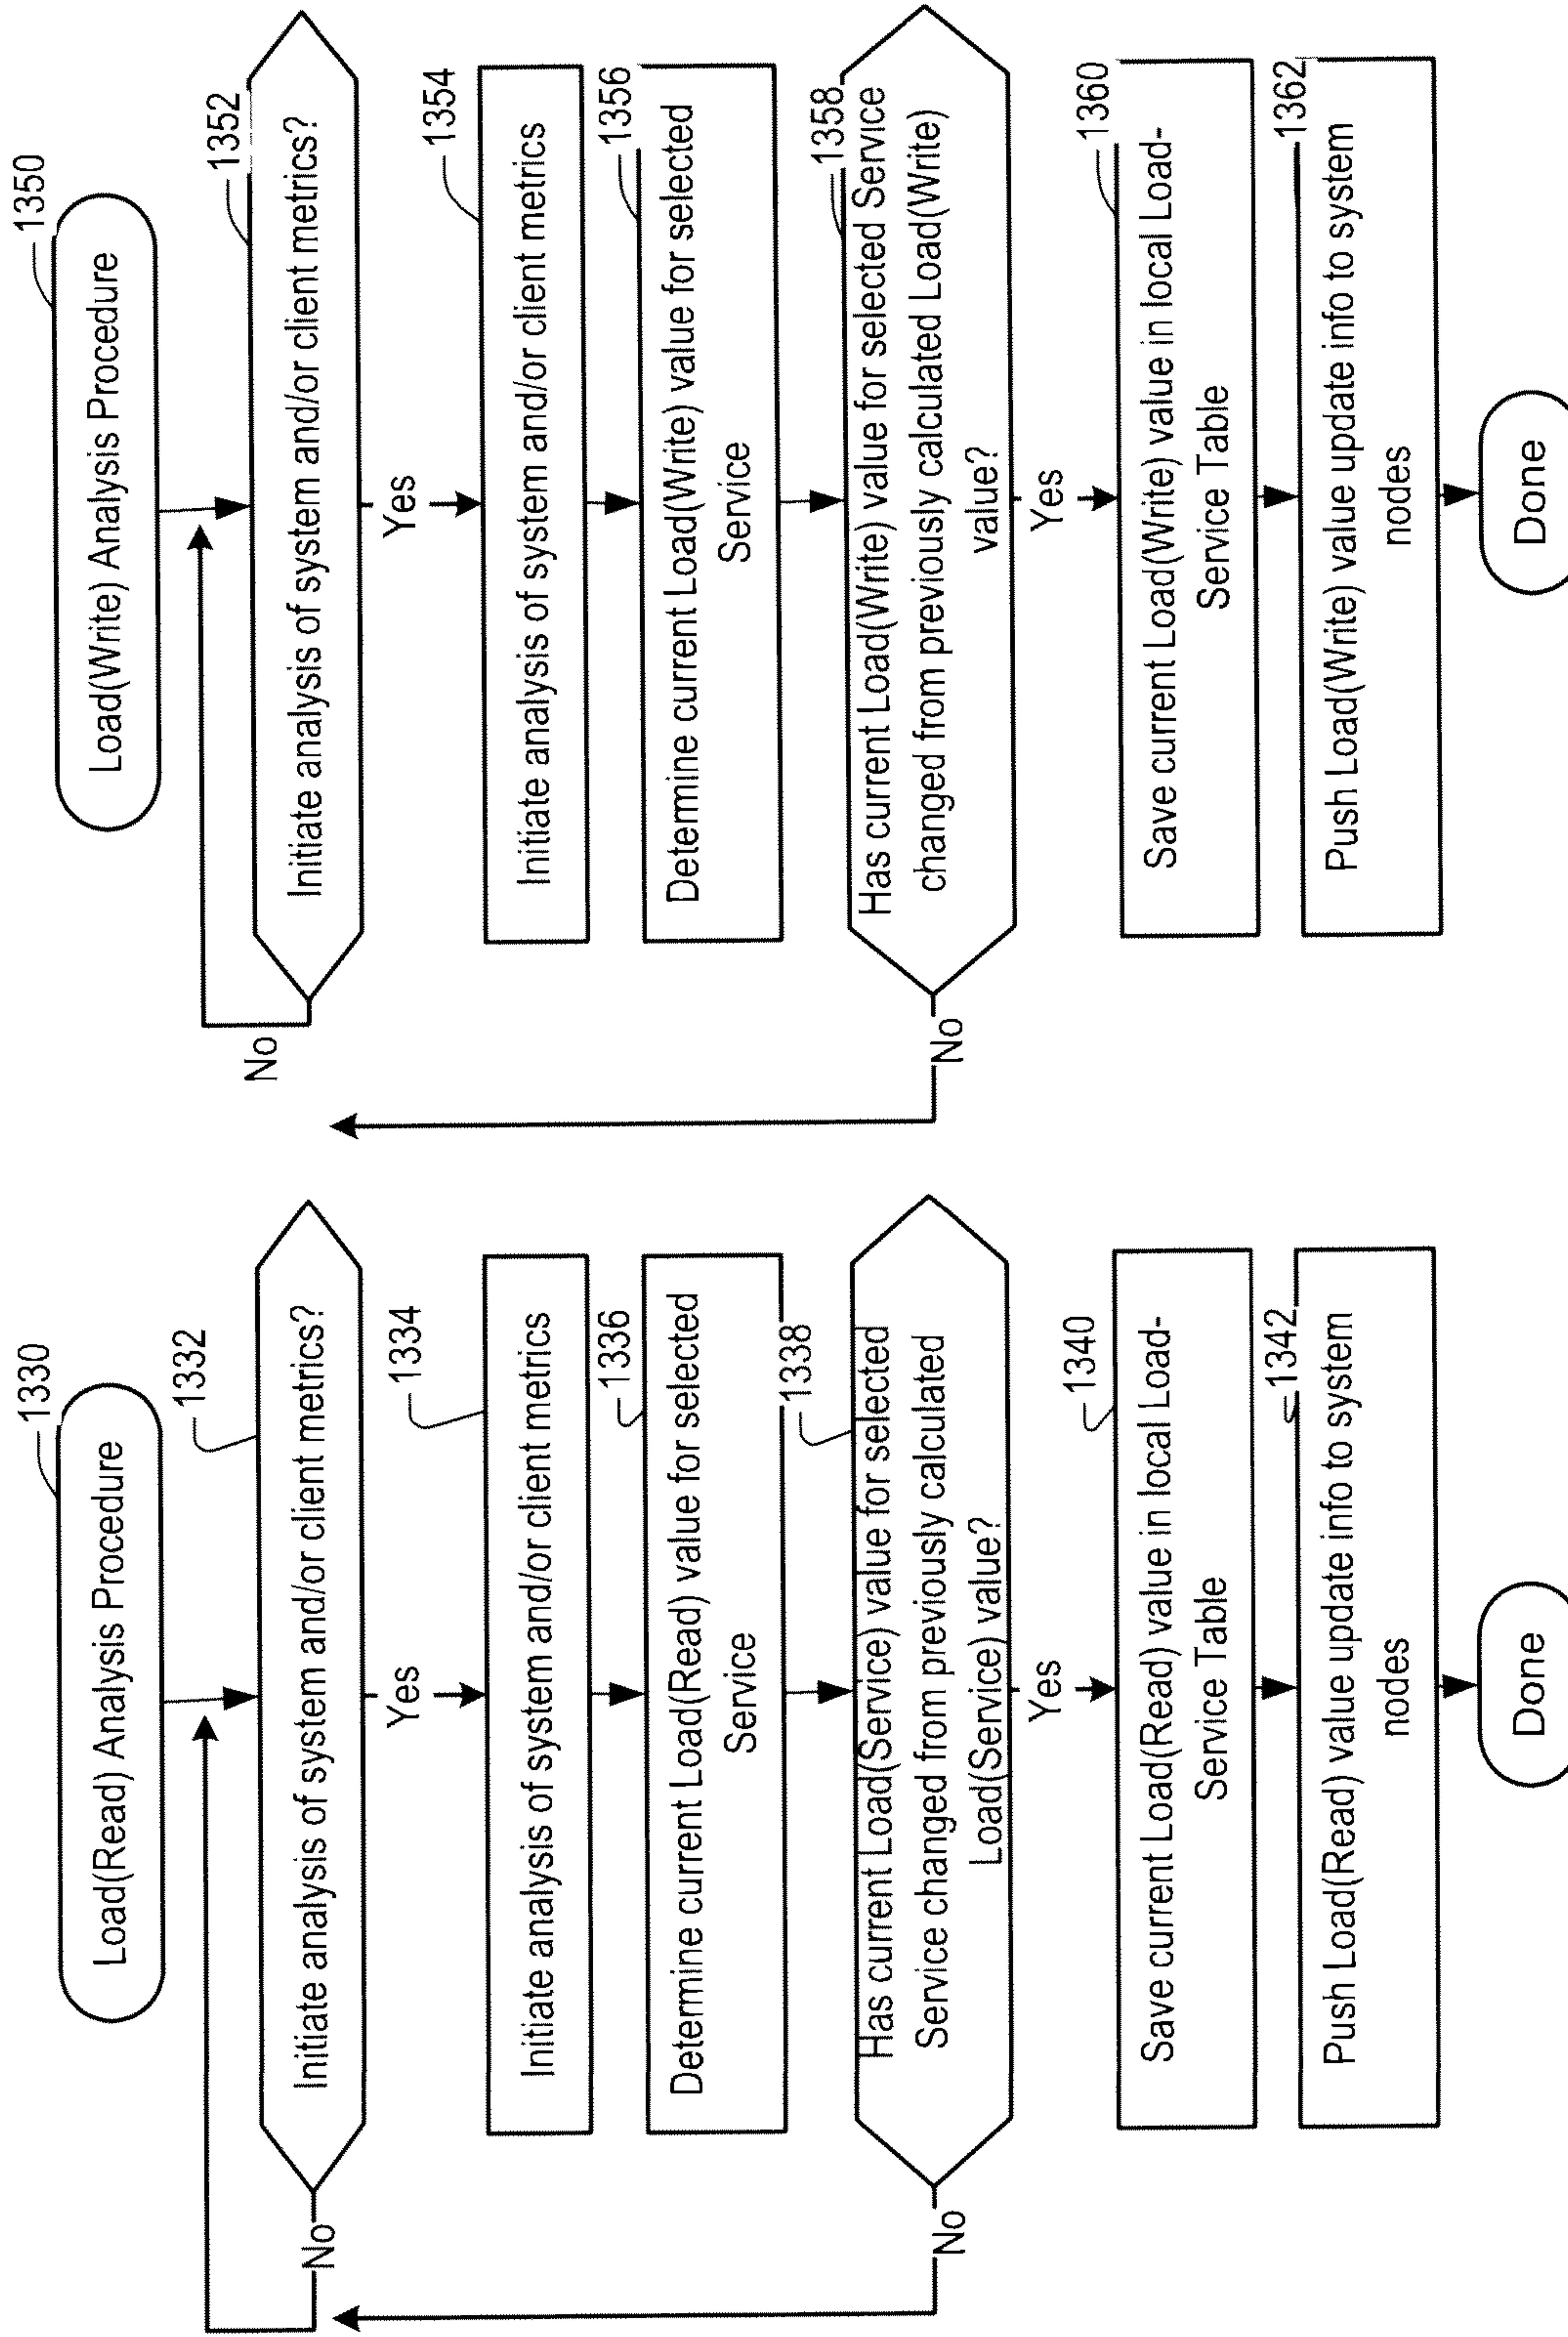 1330
Load(Read) Analysis Procedure
1332
Initiate analysis of system and/or client metrics?
No
Yes
1334
Initiate analysis of system and/or client metrics
1336
Determine current Load(Read) value for selected
Service
1338
Has current Load(Service) value for selected
Service changed from previously calculated
Load(Service) value?
No
Yes
1340
Save current Load(Read) value in local Load-
Service Table
1342
Push Load(Read) value update info to system
nodes
Done
1350
Load(Write) Analysis Procedure
1352
Initiate analysis of system and/or client metrics?
No
Yes
1354
Initiate analysis of system and/or client metrics
1356
Determine current Load(Write) value for selected
Service
1358
Has current Load(Write) value for selected Service
changed from previously calculated Load(Write)
value?
No
Yes
1360
Save current Load(Write) value in local Load-
Service Table
1362
Push Load(Write) value update info to system
nodes
Done